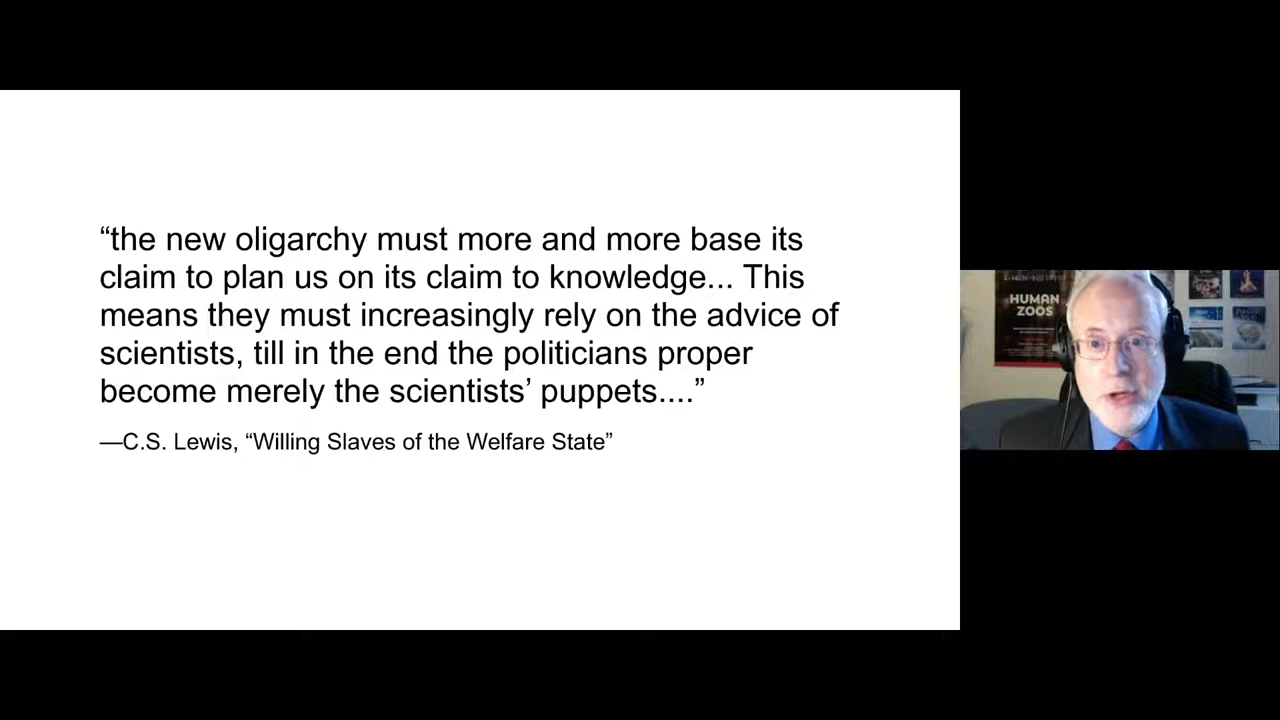 “the new oligarchy must more and more base its
claim to plan us on its claim to knowledge... This
means they must increasingly rely on the advice of
scientists, till in the end the politicians proper
become merely the scientists’ puppets....”
—C.S. Lewis, “Willing Slaves of the Welfare State”
HUMAN
ZOOS